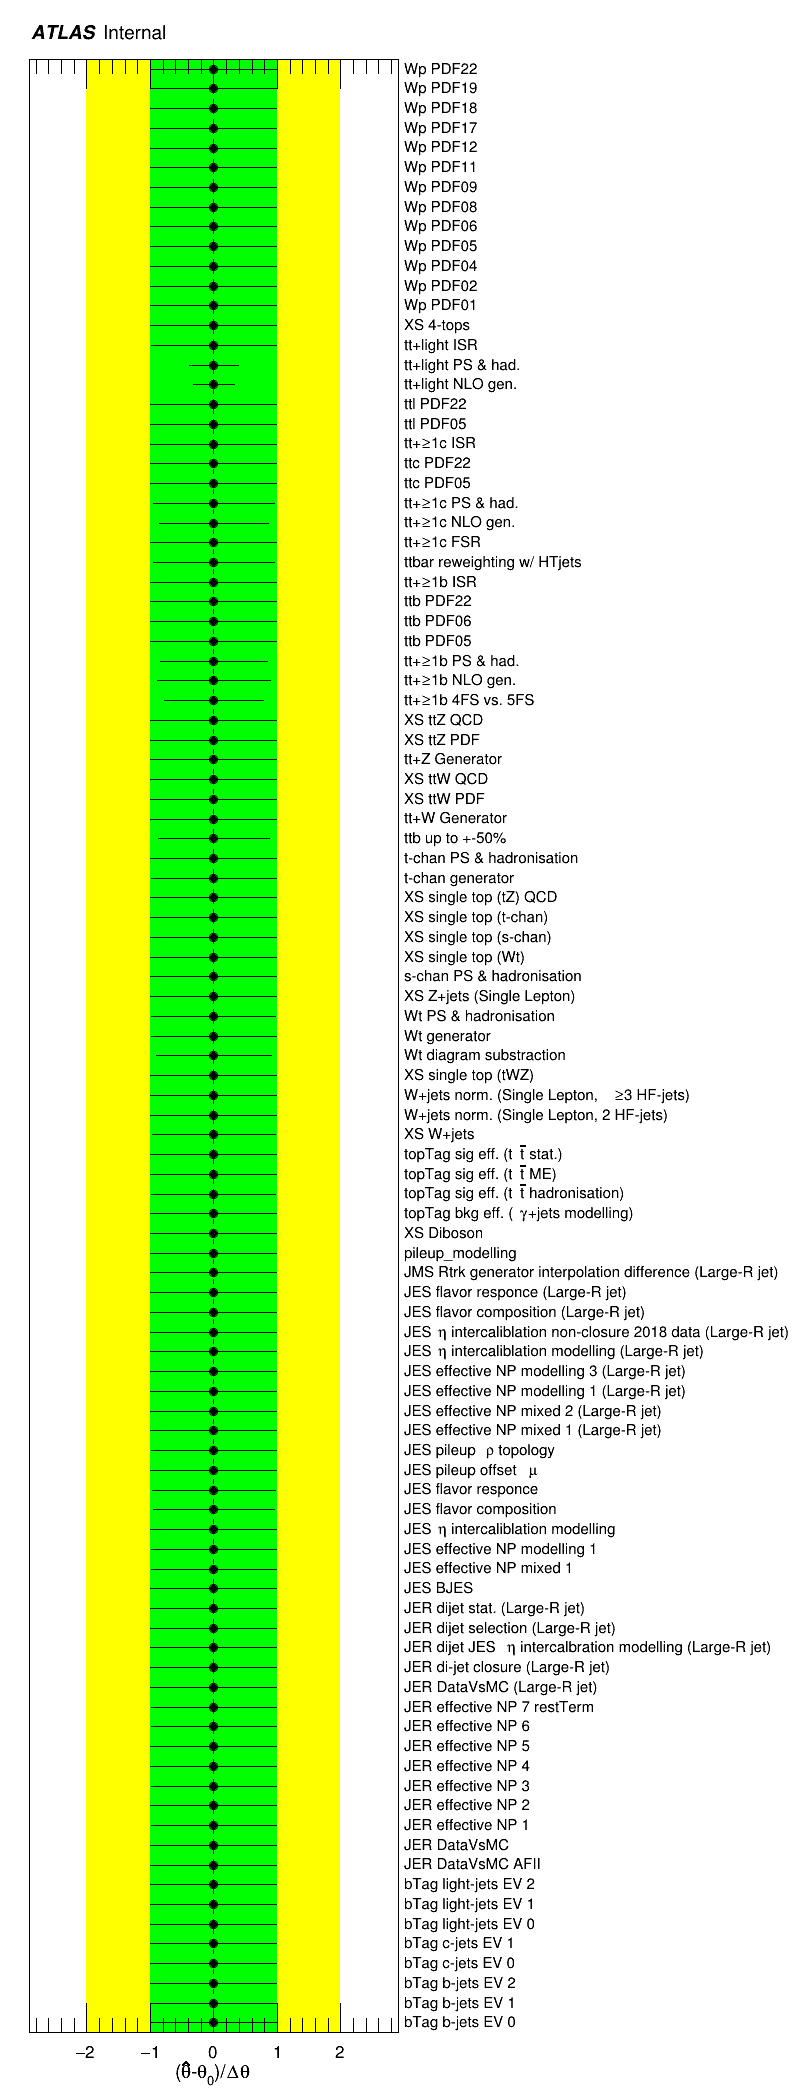 ATLAS Internal
Wp PDF22
Wp PDF19
Wp PDF18
Wp PDF17
Wp PDF12
Wp PDF11
Wp PDF09
Wp PDF08
Wp PDF06
Wp PDF05
Wp PDF04
Wp PDF02
Wp PDF01
XS 4-tops
tt+light ISR
tt+light PS & had.
tt+light NLO gen.
ttl PDF22
ttl PDF05
tt+≥1c ISR
ttc PDF22
ttc PDF05
tt+≥1c PS & had.
tt+≥1c NLO gen.
tt+≥1c FSR
ttbar reweighting w/ HTjets
tt+≥1b ISR
ttb PDF22
ttb PDF06
ttb PDF05
tt+≥1b PS & had.
tt+≥1b NLO gen.
tt+≥1b 4FS vs. 5FS
XS ttZ QCD
XS ttZ PDF
tt+Z Generator
XS ttW QCD
XS ttW PDF
tt+W Generator
ttb up to +-50%
t-chan PS & hadronisation
t-chan generator
XS single top (tZ) QCD
XS single top (t-chan)
XS single top (s-chan)
XS single top (Wt)
s-chan PS & hadronisation
XS Z+jets (Single Lepton)
Wt PS & hadronisation
Wt generator
Wt diagram substraction
XS single top (tWZ)
W+jets norm. (Single Lepton, ≥3 HF-jets)
W+jets norm. (Single Lepton, 2 HF-jets)
XS W+jets
topTag sig eff. (t t̄ stat.)
topTag sig eff. (t t̄ ME)
topTag sig eff. (t t̄ hadronisation)
topTag bkg eff. ( γ+jets modelling)
XS Diboson
pileup_modelling
JMS Rtrk generator interpolation difference (Large-R jet)
JES flavor responce (Large-R jet)
JES flavor composition (Large-R jet)
JES η intercaliblation non-closure 2018 data (Large-R jet)
JES η intercaliblation modelling (Large-R jet)
JES effective NP modelling 3 (Large-R jet)
JES effective NP modelling 1 (Large-R jet)
JES effective NP mixed 2 (Large-R jet)
JES effective NP mixed 1 (Large-R jet)
JES pileup ρ topology
JES pileup offset μ
JES flavor responce
JES flavor composition
JES η intercaliblation modelling
JES effective NP modelling 1
JES effective NP mixed 1
JES BJES
JER dijet stat. (Large-R jet)
JER dijet selection (Large-R jet)
JER dijet JES η intercalbration modelling (Large-R jet)
JER di-jet closure (Large-R jet)
JER DataVsMC (Large-R jet)
JER effective NP 7 restTerm
JER effective NP 6
JER effective NP 5
JER effective NP 4
JER effective NP 3
JER effective NP 2
JER effective NP 1
JER DataVsMC
JER DataVsMC AFII
bTag light-jets EV 2
bTag light-jets EV 1
bTag light-jets EV 0
bTag c-jets EV 1
bTag c-jets EV 0
bTag b-jets EV 2
bTag b-jets EV 1
bTag b-jets EV 0
−2 −1 0 1 2
(θ̂-θ₀)/Δθ